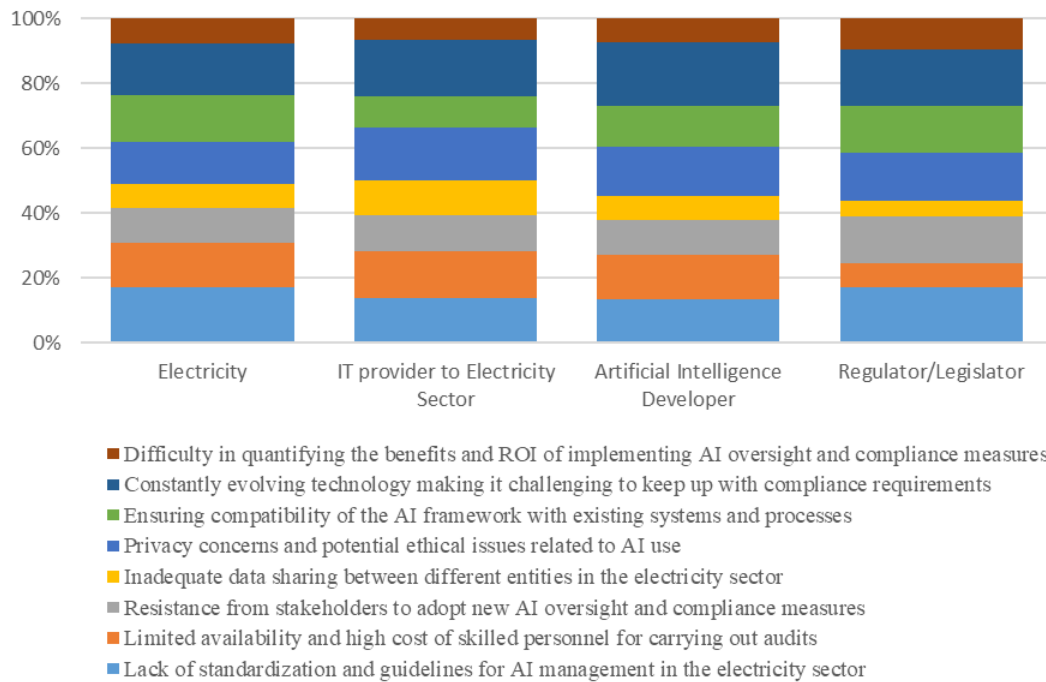 100%
80%
60%
40%
20%
0%
Electricity
IT provider to Electricity
Sector
Artificial Intelligence
Developer
Regulator/Legislator
Difficulty in quantifying the benefits and ROI of implementing AI oversight and compliance measures
Constantly evolving technology making it challenging to keep up with compliance requirements
Ensuring compatibility of the AI framework with existing systems and processes
Privacy concerns and potential ethical issues related to AI use
Inadequate data sharing between different entities in the electricity sector
Resistance from stakeholders to adopt new AI oversight and compliance measures
Limited availability and high cost of skilled personnel for carrying out audits
Lack of standardization and guidelines for AI management in the electricity sector